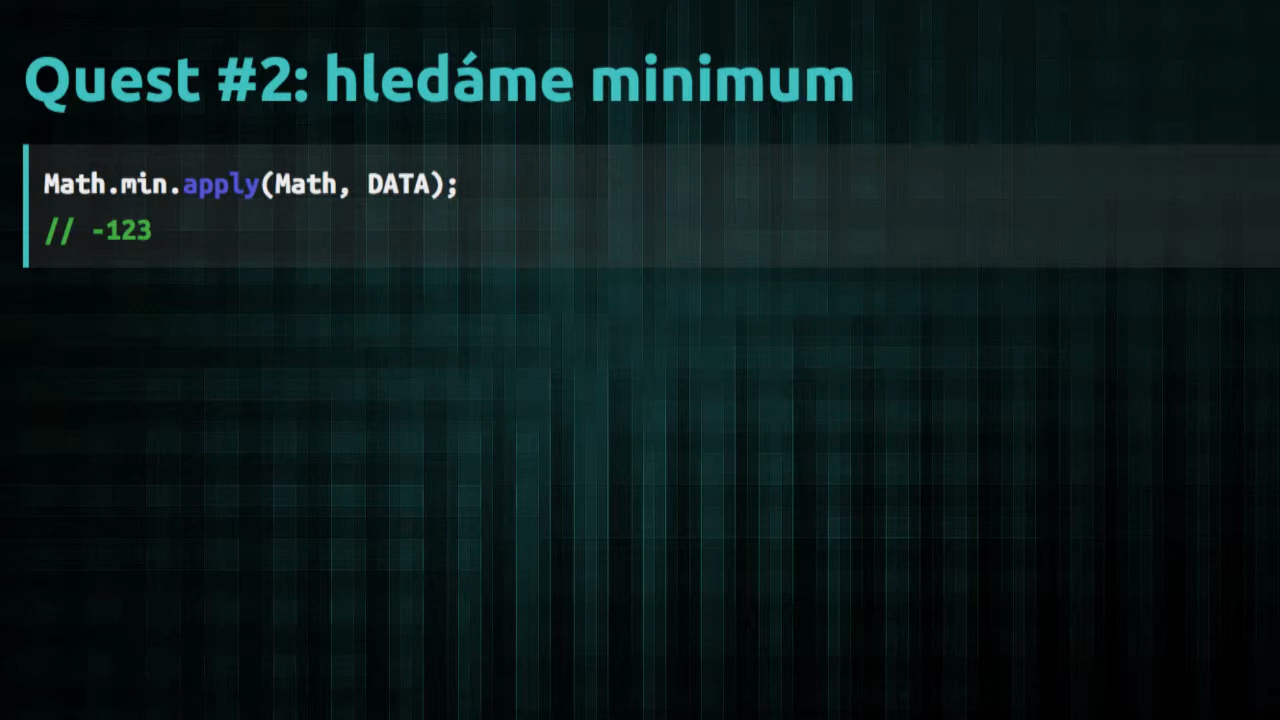 Quest #2: hledáme minimum
Math.min.apply(Math, DATA);
// -123